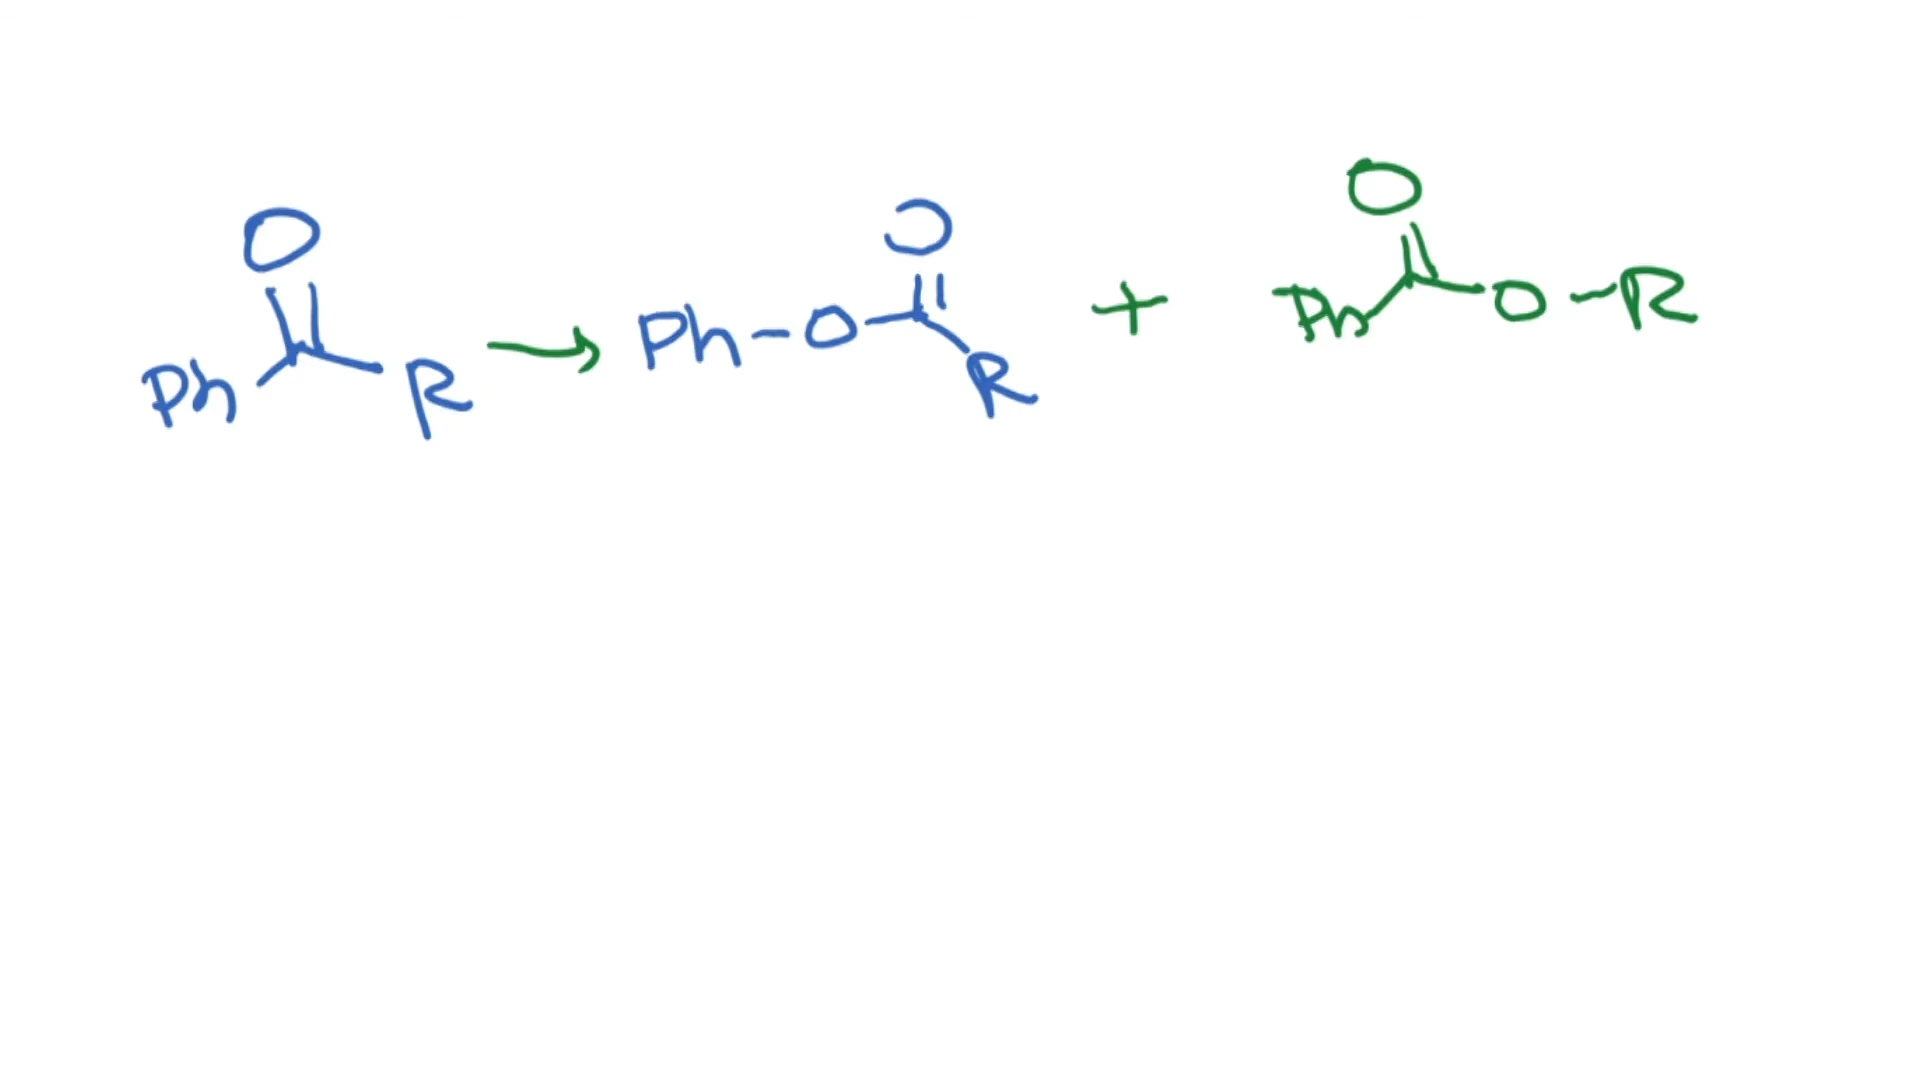 O O O
Ph R → Ph-O R + Ph O-R